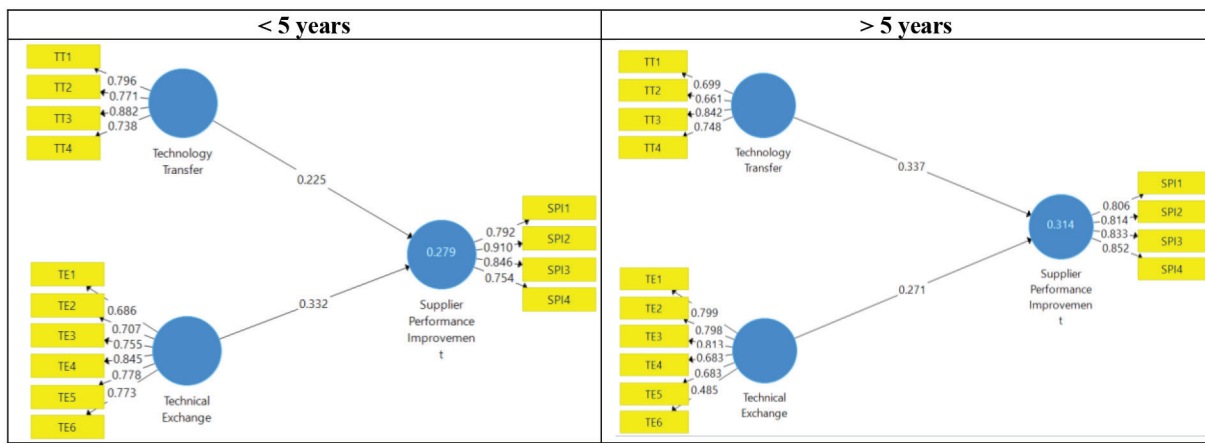 < 5 years
TT1
TT2
TT3
TT4
0.796
0.771
0.882
0.738
Technology
Transfer
0.225
TE1
TE2
TE3
TE4
TE5
TE6
0.686
0.707
0.755
0.845
0.778
0.773
Technical
Exchange
0.332
0.279
Supplier
Performance
Improvemen
t
0.792
0.910
0.846
0.754
SPI1
SPI2
SPI3
SPI4
> 5 years
TT1
TT2
TT3
TT4
0.699
0.661
0.842
0.748
Technology
Transfer
0.337
TE1
TE2
TE3
TE4
TE5
TE6
0.799
0.798
0.813
0.683
0.683
0.485
Technical
Exchange
0.271
0.314
Supplier
Performance
Improvemen
t
0.806
0.814
0.833
0.852
SPI1
SPI2
SPI3
SPI4